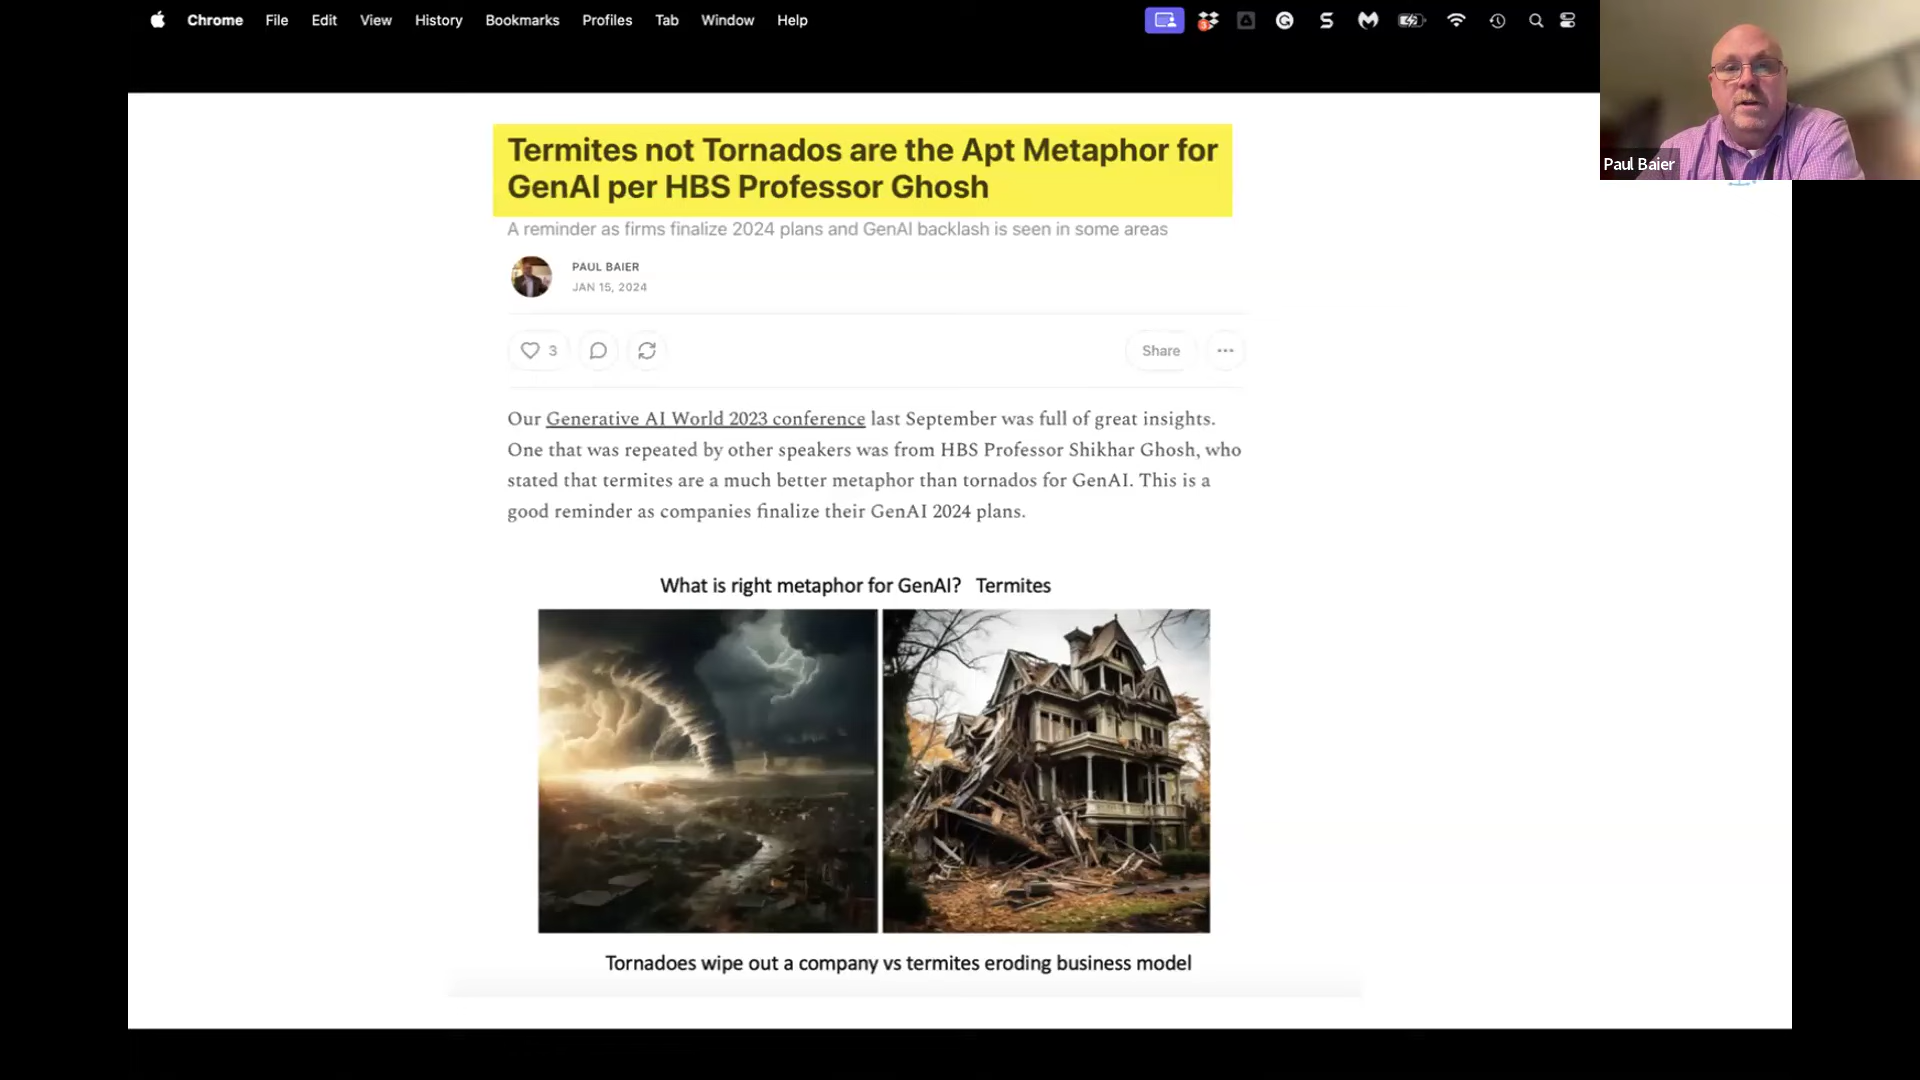 Chrome File Edit View History Bookmarks Profiles Tab Window Help
Paul Baier
Termites not Tornados are the Apt Metaphor for
GenAI per HBS Professor Ghosh
A reminder as firms finalize 2024 plans and GenAI backlash is seen in some areas
PAUL BAIER
JAN 15, 2024
3
Share
Our Generative AI World 2023 conference last September was full of great insights.
One that was repeated by other speakers was from HBS Professor Shikhar Ghosh, who
stated that termites are a much better metaphor than tornados for GenAI. This is a
good reminder as companies finalize their GenAI 2024 plans.
What is right metaphor for GenAI? Termites
Tornadoes wipe out a company vs termites eroding business model